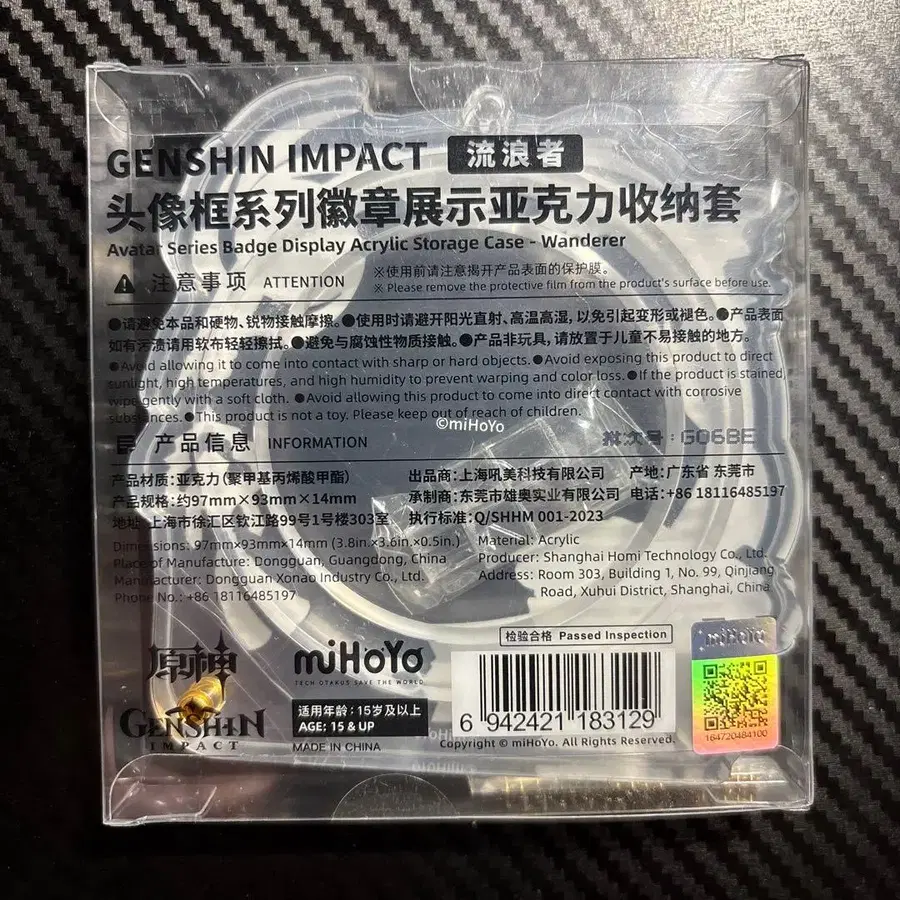 GENSHIN IMPACT 流浪者
头像框系列徽章展示亚克力收纳套
Avatar Series Badge Display Acrylic Storage Case - Wanderer
注意事项 ATTENTION
※使用前请注意揭开产品表面的保护膜。
※ Please remove the protective film from the product's surface before use.
●请避免本品和硬物、锐物接触摩擦。●使用时请避开阳光直射、高温高湿，以免引起变形或褪色。●产品表面
如有污渍请用软布轻轻擦拭。●避免与腐蚀性物质接触。●产品非玩具，请放置于儿童不易接触的地方。
●Avoid allowing it to come into contact with sharp or hard objects. ●Avoid exposing this product to direct
sunlight, high temperatures, and high humidity to prevent warping and color loss. ●If the product is stained,
wipe gently with a soft cloth. ●Avoid allowing this product to come into direct contact with corrosive
substances. ●This product is not a toy. Please keep out of reach of children.
©miHoYo
产品信息 INFORMATION
批次号：G06BE
产品材质：亚克力（聚甲基丙烯酸甲酯）
产品规格：约97mm×93mm×14mm
地址：上海市徐汇区钦江路99号1号楼303室
出品商：上海吼美科技有限公司
承制商：东莞市雄奥实业有限公司
执行标准：Q/SHHM 001-2023
产地：广东省 东莞市
电话：+86 18116485197
Dimensions: 97mm×93mm×14mm (3.8in.×3.6in.×0.5in.)
Place of Manufacture: Dongguan, Guangdong, China
Manufacturer: Dongguan Xonao Industry Co., Ltd.
Phone No.: +86 18116485197
Material: Acrylic
Producer: Shanghai Homi Technology Co., Ltd.
Address: Room 303, Building 1, No. 99, Qinjiang
Road, Xuhui District, Shanghai, China
检验合格 Passed Inspection
原神
GENSHIN
IMPACT
miHoYo
TECH OTAKUS SAVE THE WORLD
适用年龄：15岁及以上
AGE: 15 & UP
MADE IN CHINA
6 942421 183129
Copyright © miHoYo. All Rights Reserved.
miHoYo
164720484100